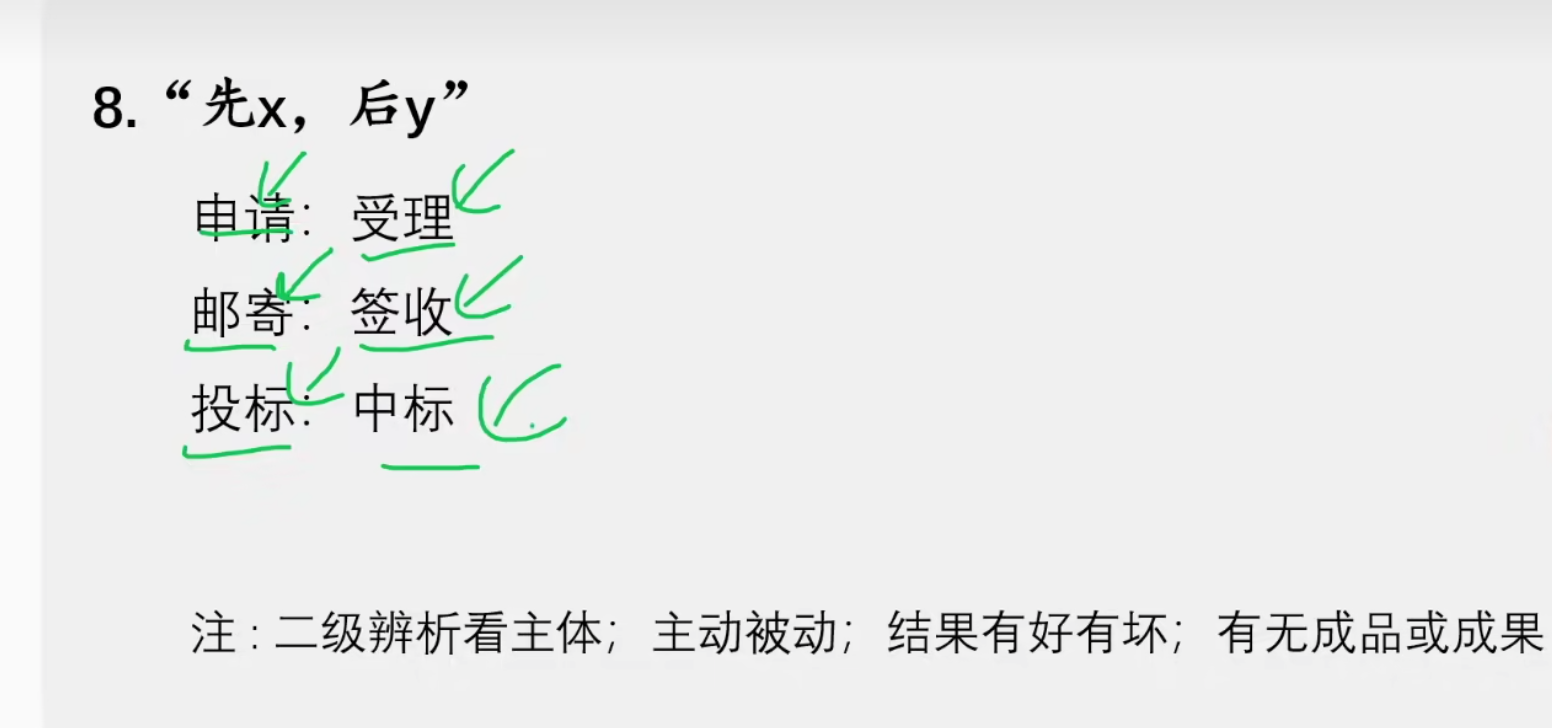 8. “先x，后y”
申请：受理
邮寄：签收
投标：中标
注：二级辨析看主体；主动被动；结果有好有坏；有无成品或成果